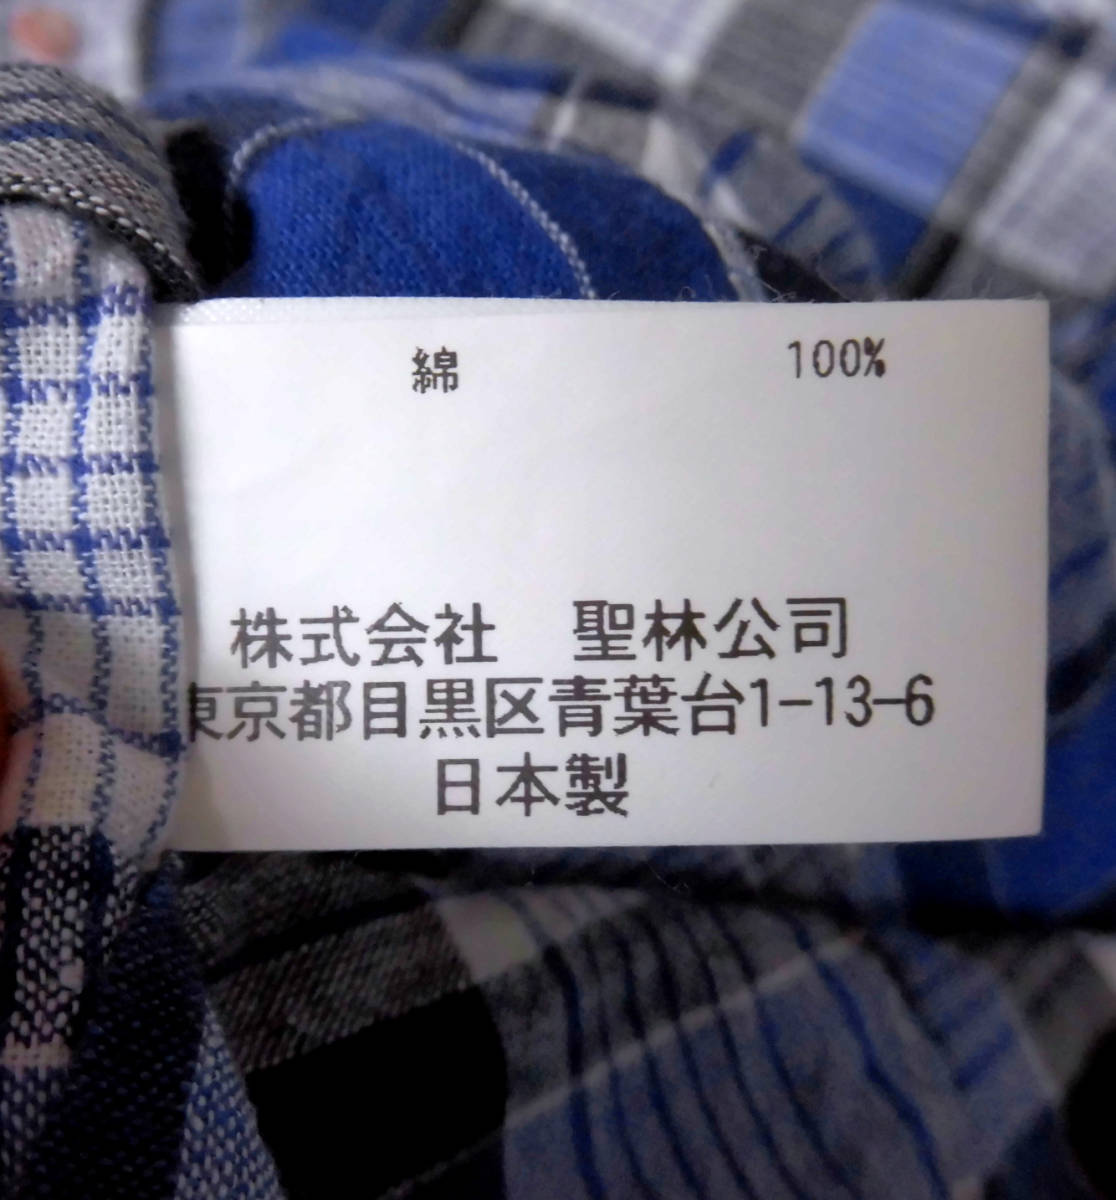 綿 100%
株式会社 聖林公司
東京都目黒区青葉台1-13-6
日本製